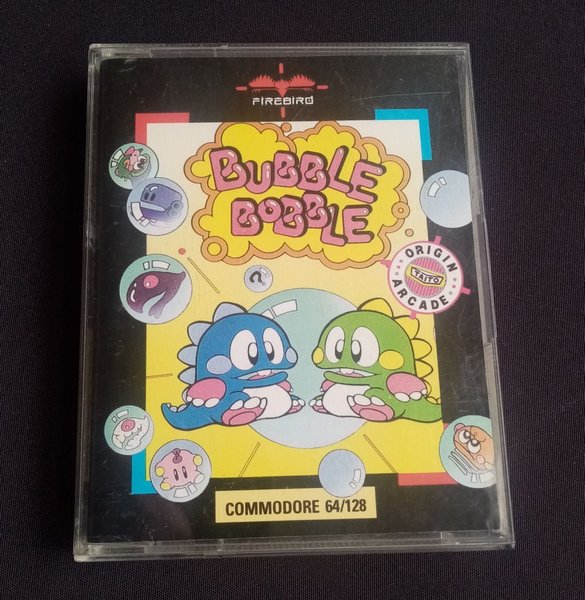 FIREBIRD
BUBBLE
BOBBLE
ORIGIN
TAITO
ARCADE
COMMODORE 64/128